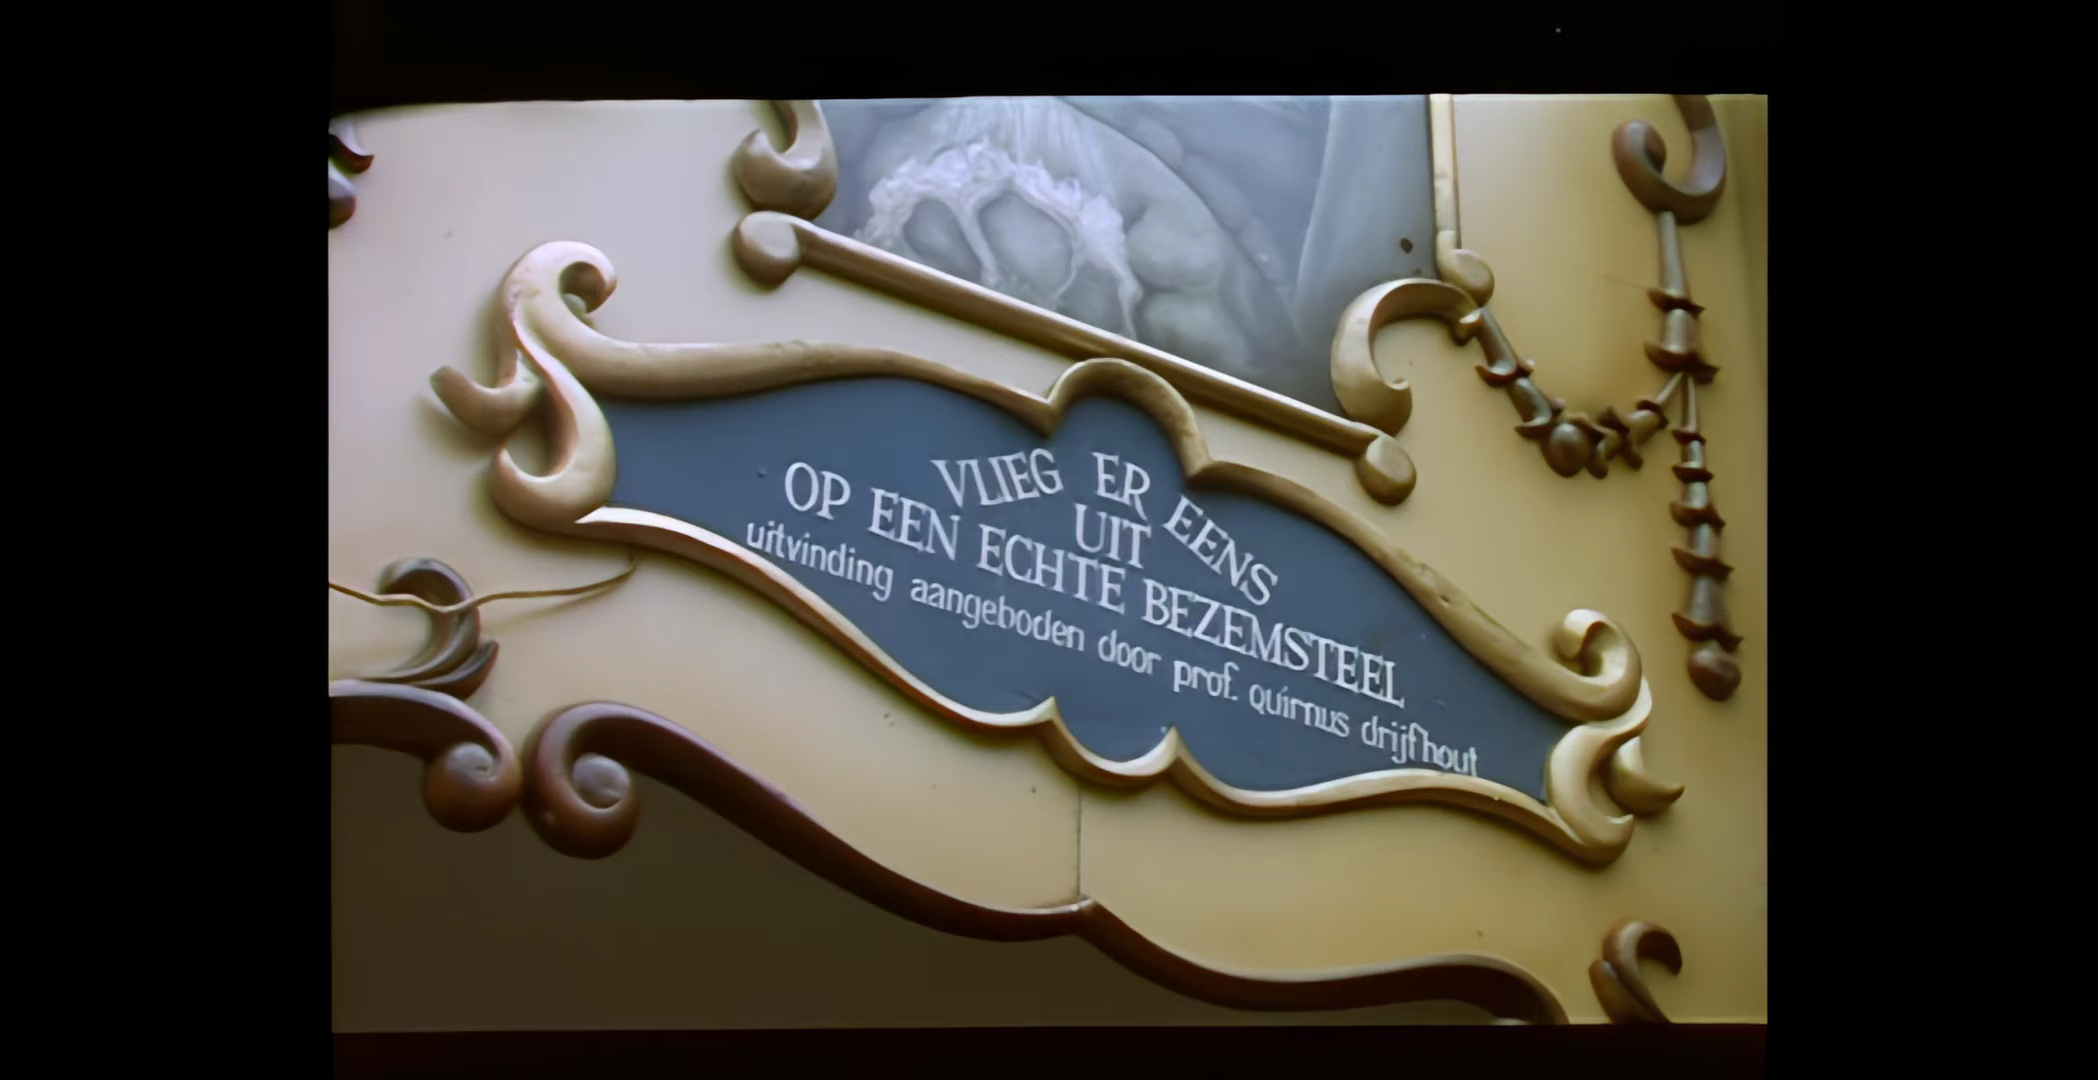 VLIEG ER EENS
UIT
OP EEN ECHTE BEZEMSTEEL
uitvinding aangeboden door prof. quirnus drijfhout